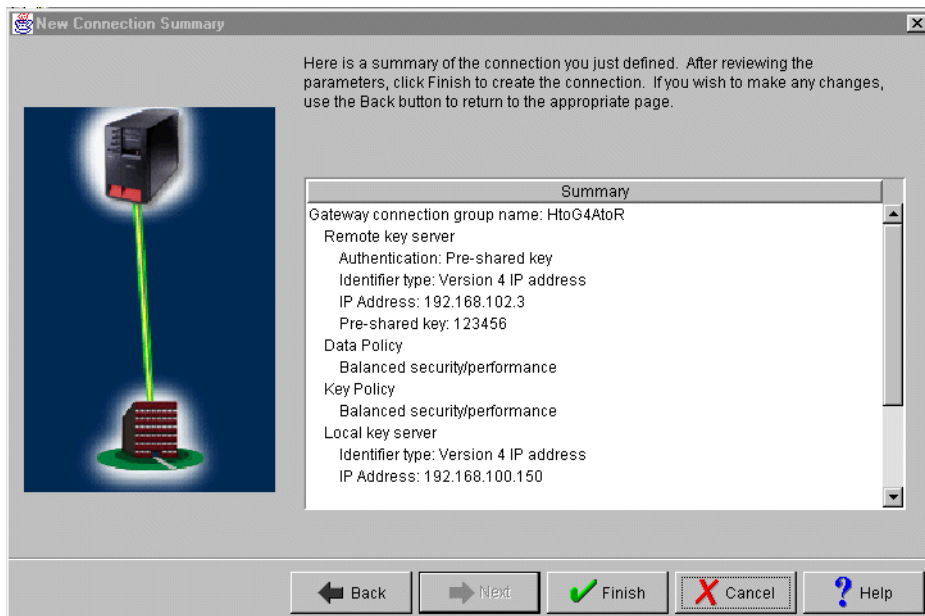 New Connection Summary
Here is a summary of the connection you just defined. After reviewing the
parameters, click Finish to create the connection. If you wish to make any changes,
use the Back button to return to the appropriate page.
Summary
Gateway connection group name: HtoG4AtoR
Remote key server
Authentication: Pre-shared key
Identifier type: Version 4 IP address
IP Address: 192.168.102.3
Pre-shared key: 123456
Data Policy
Balanced security/performance
Key Policy
Balanced security/performance
Local key server
Identifier type: Version 4 IP address
IP Address: 192.168.100.150
Back
Next
Finish
Cancel
Help